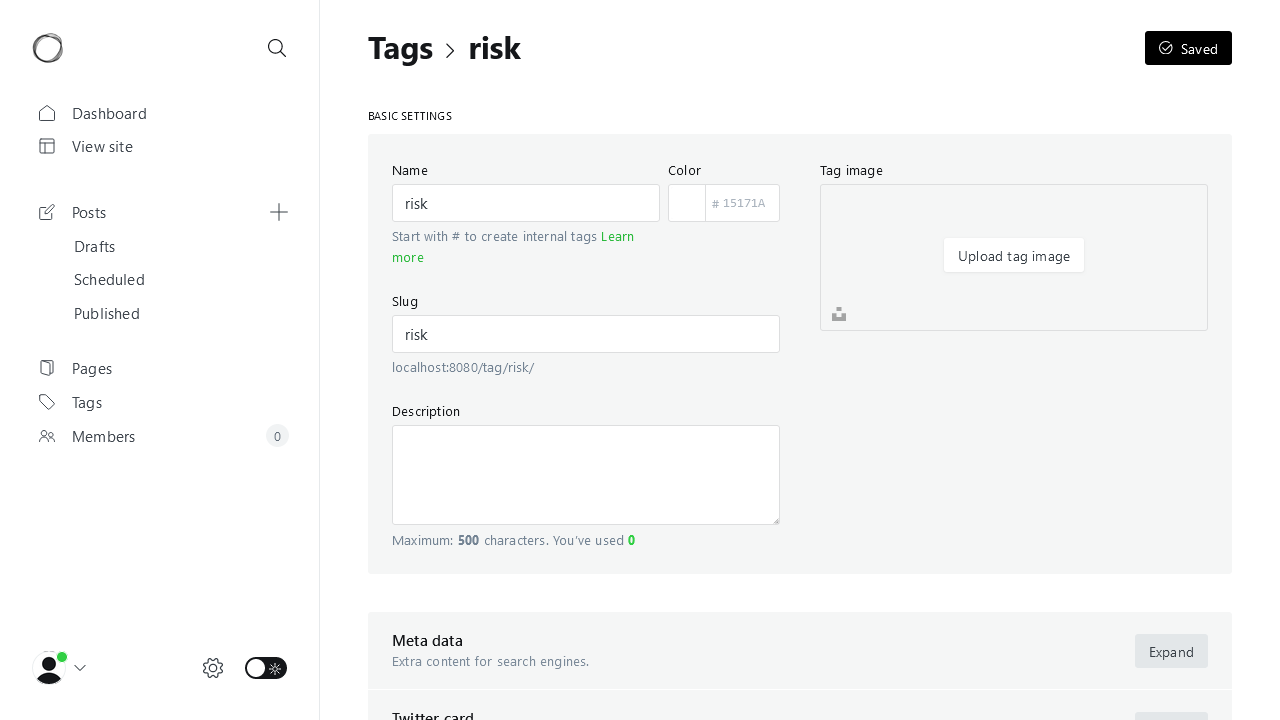 Tags > risk
Saved
Dashboard
View site
Posts
Drafts
Scheduled
Published
Pages
Tags
Members
0
BASIC SETTINGS
Name
risk
Start with # to create internal tags Learn
more
Color
# 15171A
Slug
risk
localhost:8080/tag/risk/
Description
Maximum: 500 characters. You've used 0
Tag image
Upload tag image
Meta data
Extra content for search engines.
Expand
Twitter card